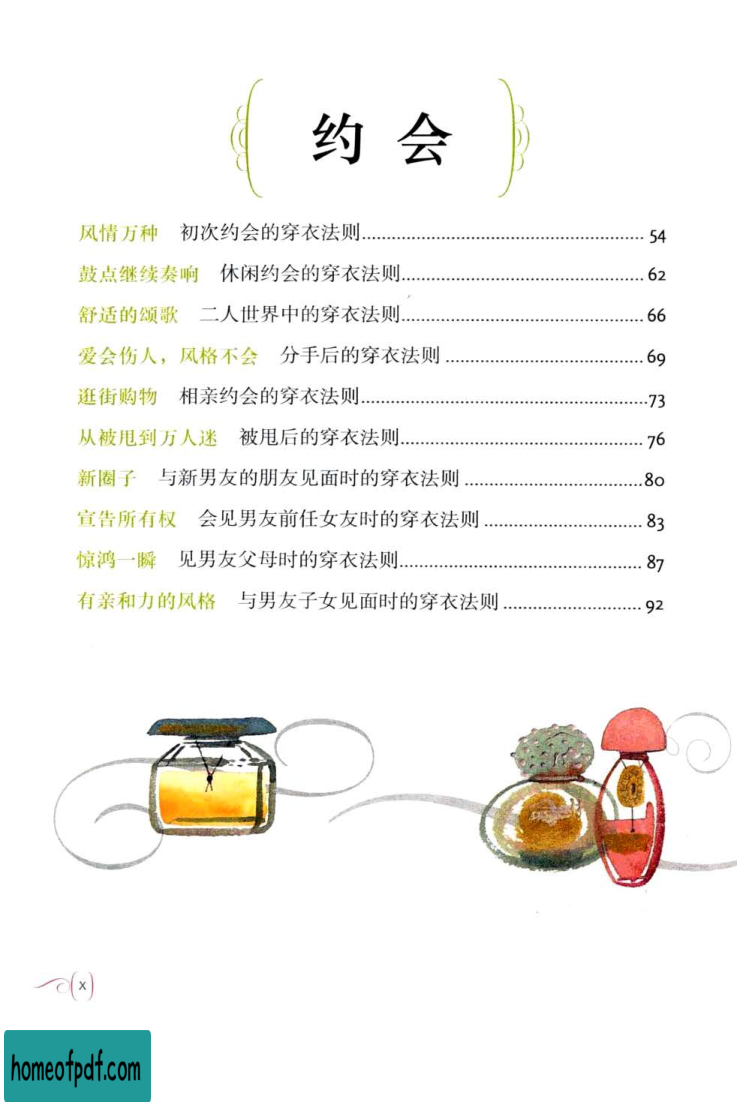 约会
风情万种 初次约会的穿衣法则 54
鼓点继续奏响 休闲约会的穿衣法则 62
舒适的颂歌 二人世界中的穿衣法则 66
爱会伤人，风格不会 分手后的穿衣法则 69
逛街购物 相亲约会的穿衣法则 73
从被甩到万人迷 被甩后的穿衣法则 76
新圈子 与新男友的朋友见面时的穿衣法则 80
宣告所有权 会见男友前任女友时的穿衣法则 83
惊鸿一瞬 见男友父母时的穿衣法则 87
有亲和力的风格 与男友子女见面时的穿衣法则 92
x
homeofpdf.com